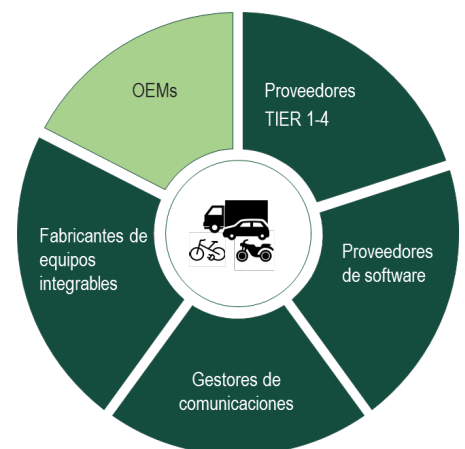 OEMs
Proveedores
TIER 1-4
Proveedores
de software
Gestores de
comunicaciones
Fabricantes de
equipos
integrables